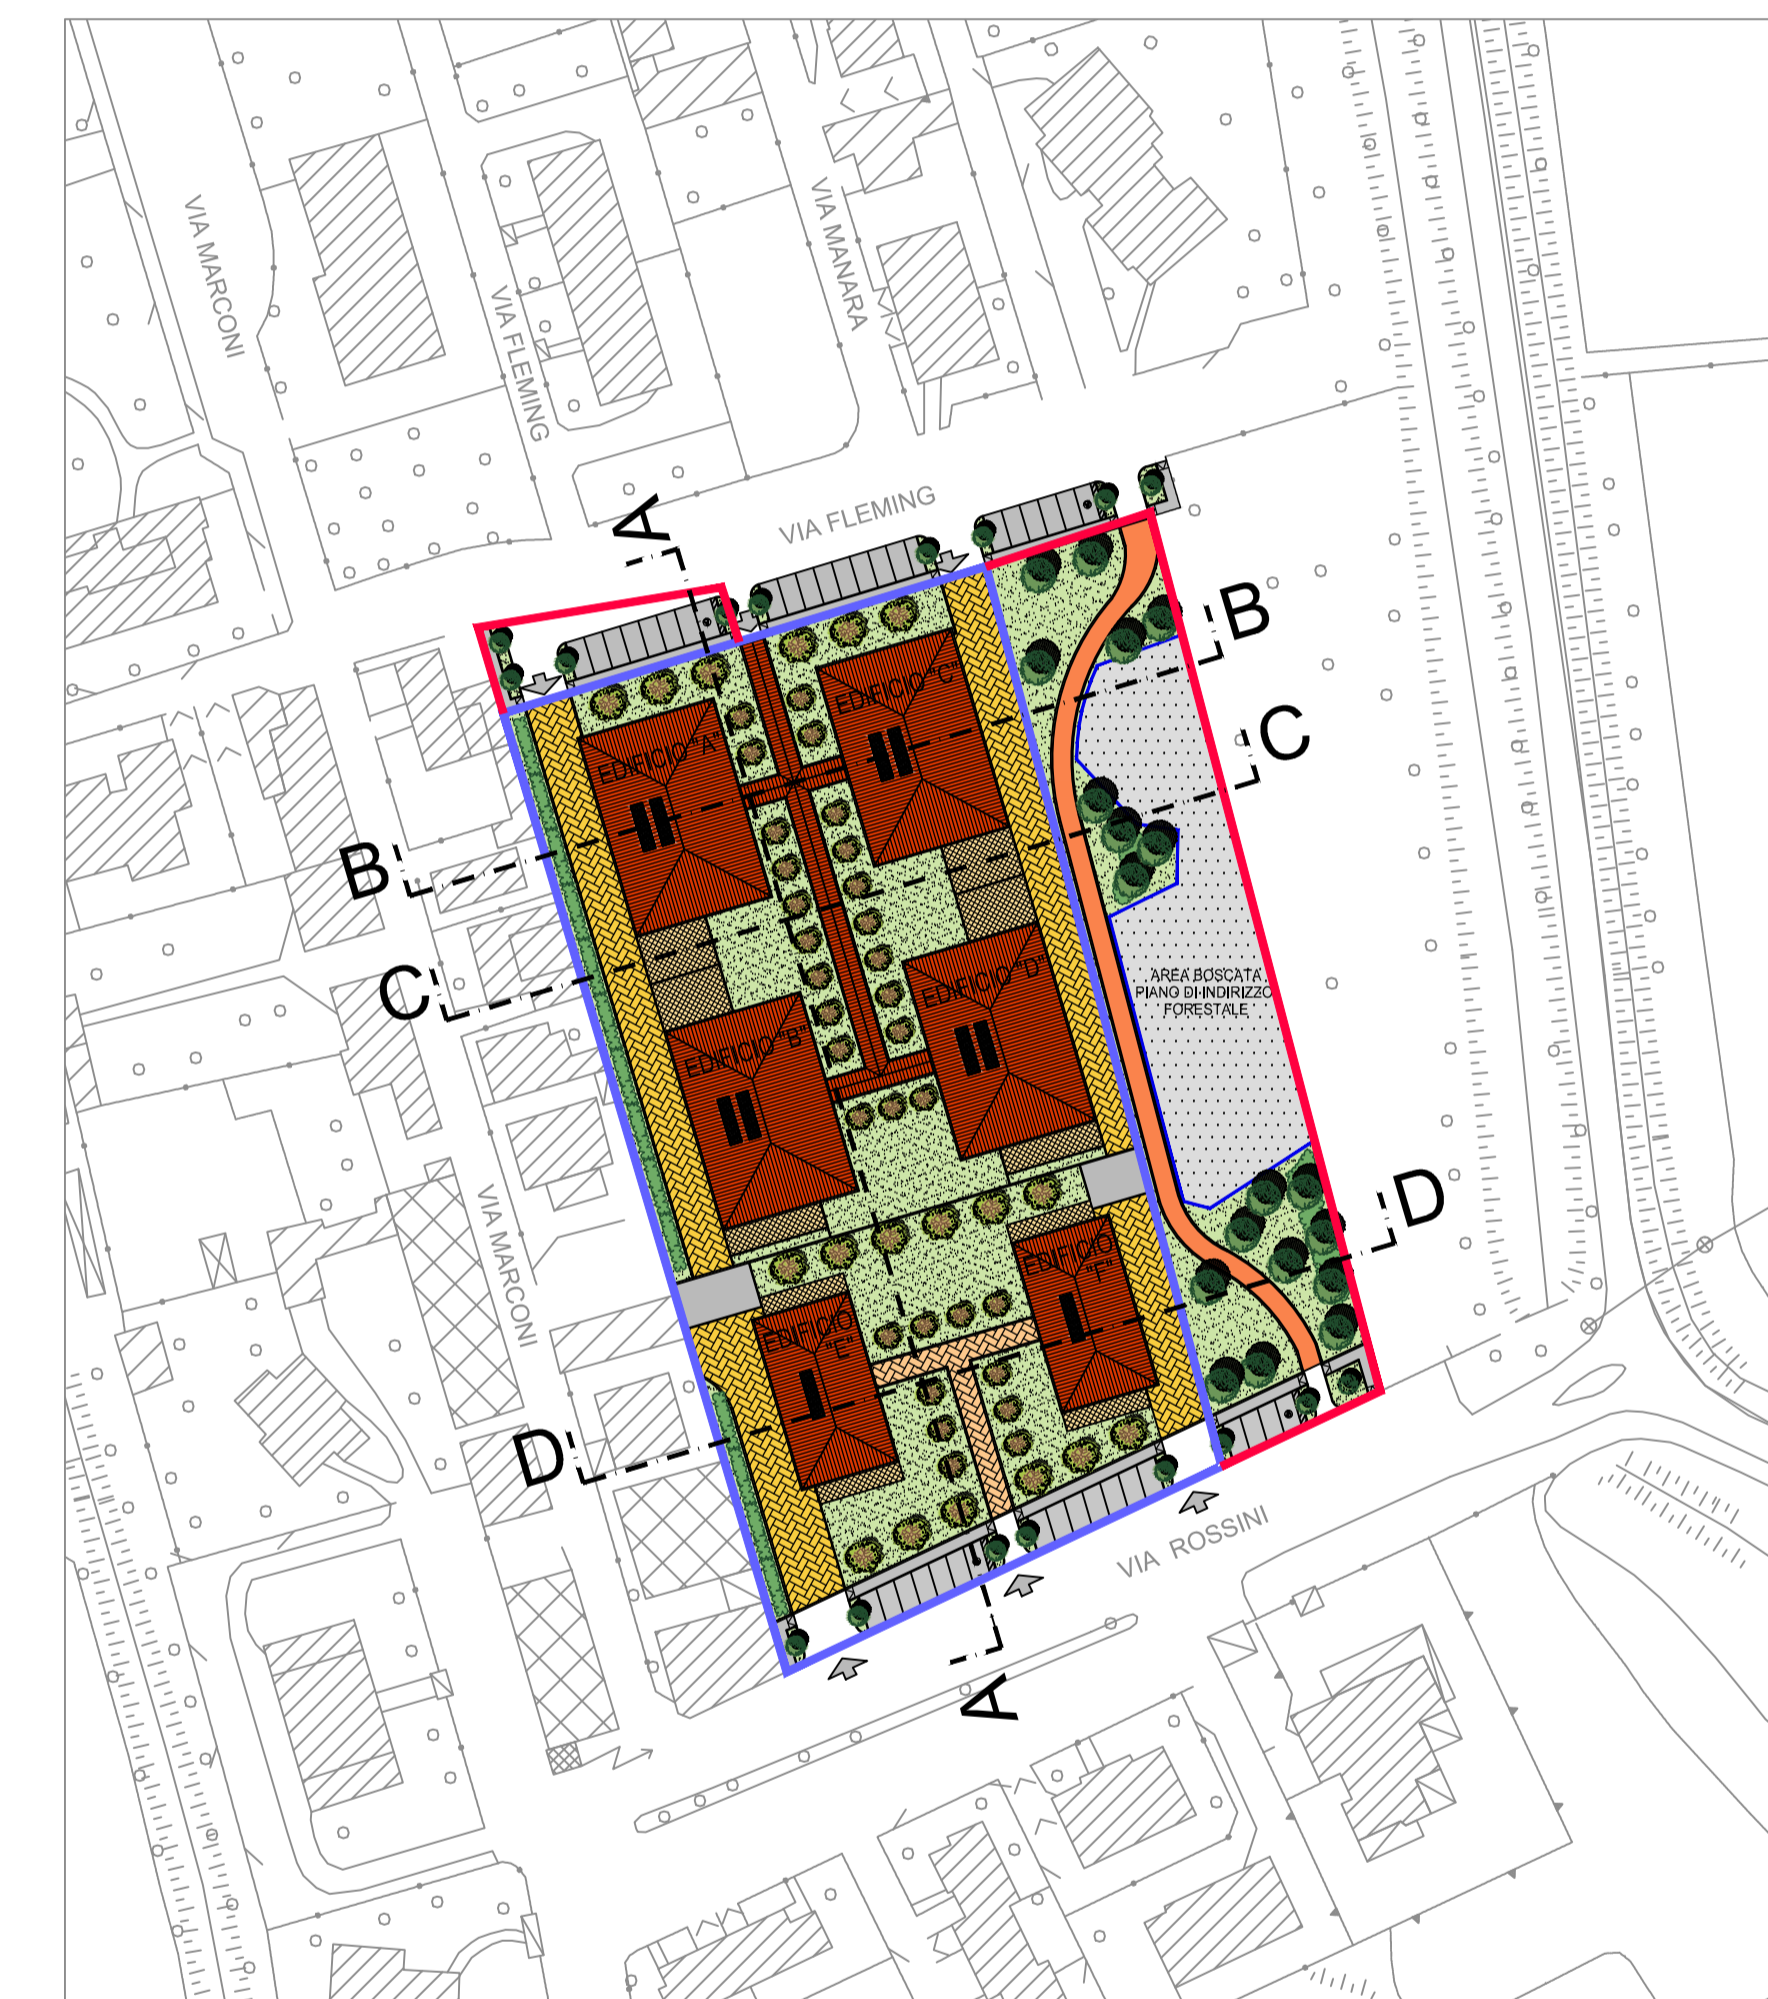 VIA MARCONI
VIA FLEMING
VIA MANARA
VIA FLEMING
A
B
C
EDIFICIO "C"
EDIFICIO "A"
B
C
EDIFICIO "D"
AREA BOSCATA
PIANO DI INDIRIZZO
FORESTALE
EDIFICIO "B"
D
VIA MARCONI
EDIFICIO
"F"
EDIFICIO
"E"
D
VIA ROSSINI
A